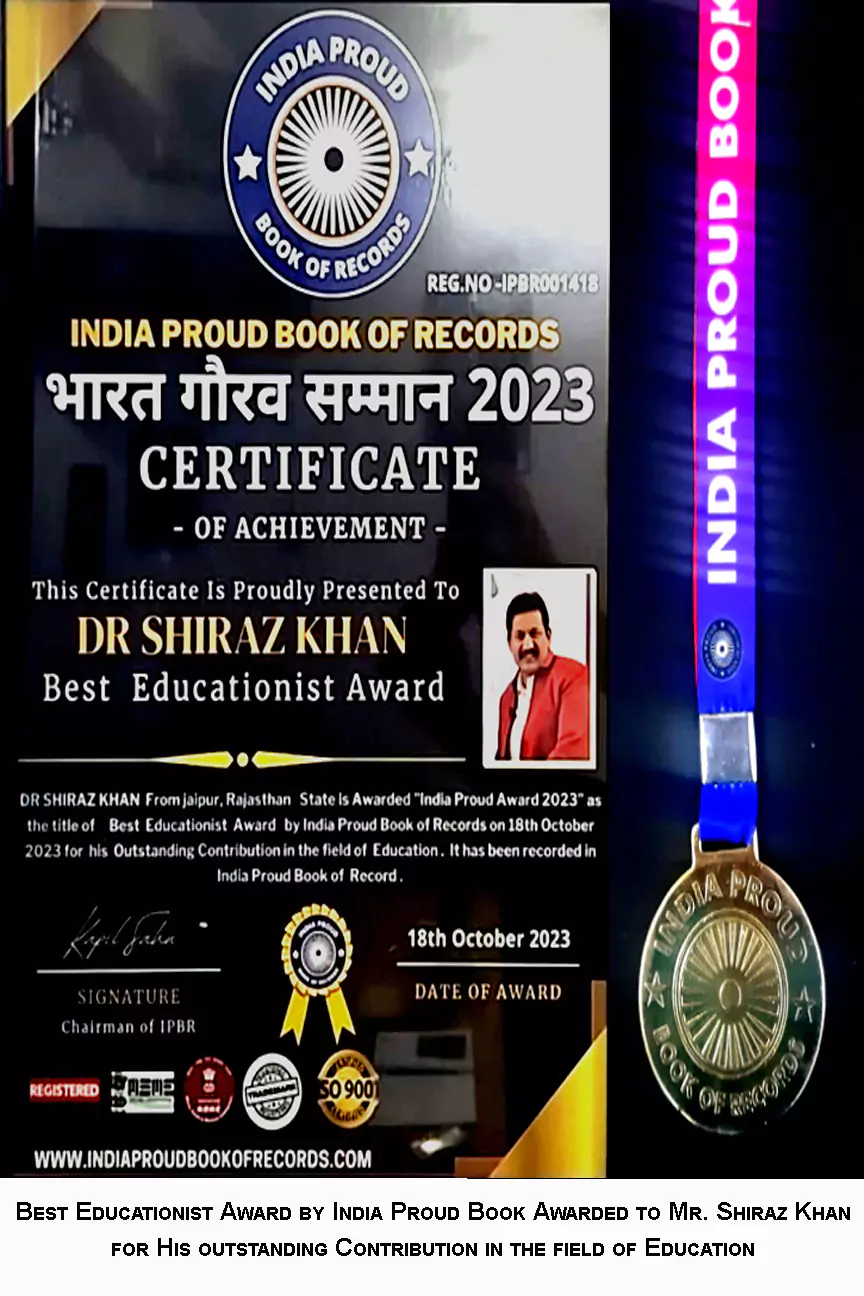 INDIA PROUD
BOOK OF RECORDS
REG.NO-IPBR001418
INDIA PROUD BOOK OF RECORDS
भारत गौरव सम्मान 2023
CERTIFICATE
- OF ACHIEVEMENT -
This Certificate Is Proudly Presented To
DR SHIRAZ KHAN
Best Educationist Award
DR SHIRAZ KHAN From jaipur, Rajasthan State Is Awarded "India Proud Award 2023" as
the title of Best Educationist Award by India Proud Book of Records on 18th October
2023 for his Outstanding Contribution in the field of Education. It has been recorded in
India Proud Book of Record.
18th October 2023
SIGNATURE
DATE OF AWARD
Chairman of IPBR
REGISTERED
TRADEMARK
ISO 9001
WWW.INDIAPROUDBOOKOFRECORDS.COM
INDIA PROUD BOOK
INDIA PROUD
BOOK OF RECORDS
BEST EDUCATIONIST AWARD BY INDIA PROUD BOOK AWARDED TO MR. SHIRAZ KHAN
FOR HIS OUTSTANDING CONTRIBUTION IN THE FIELD OF EDUCATION